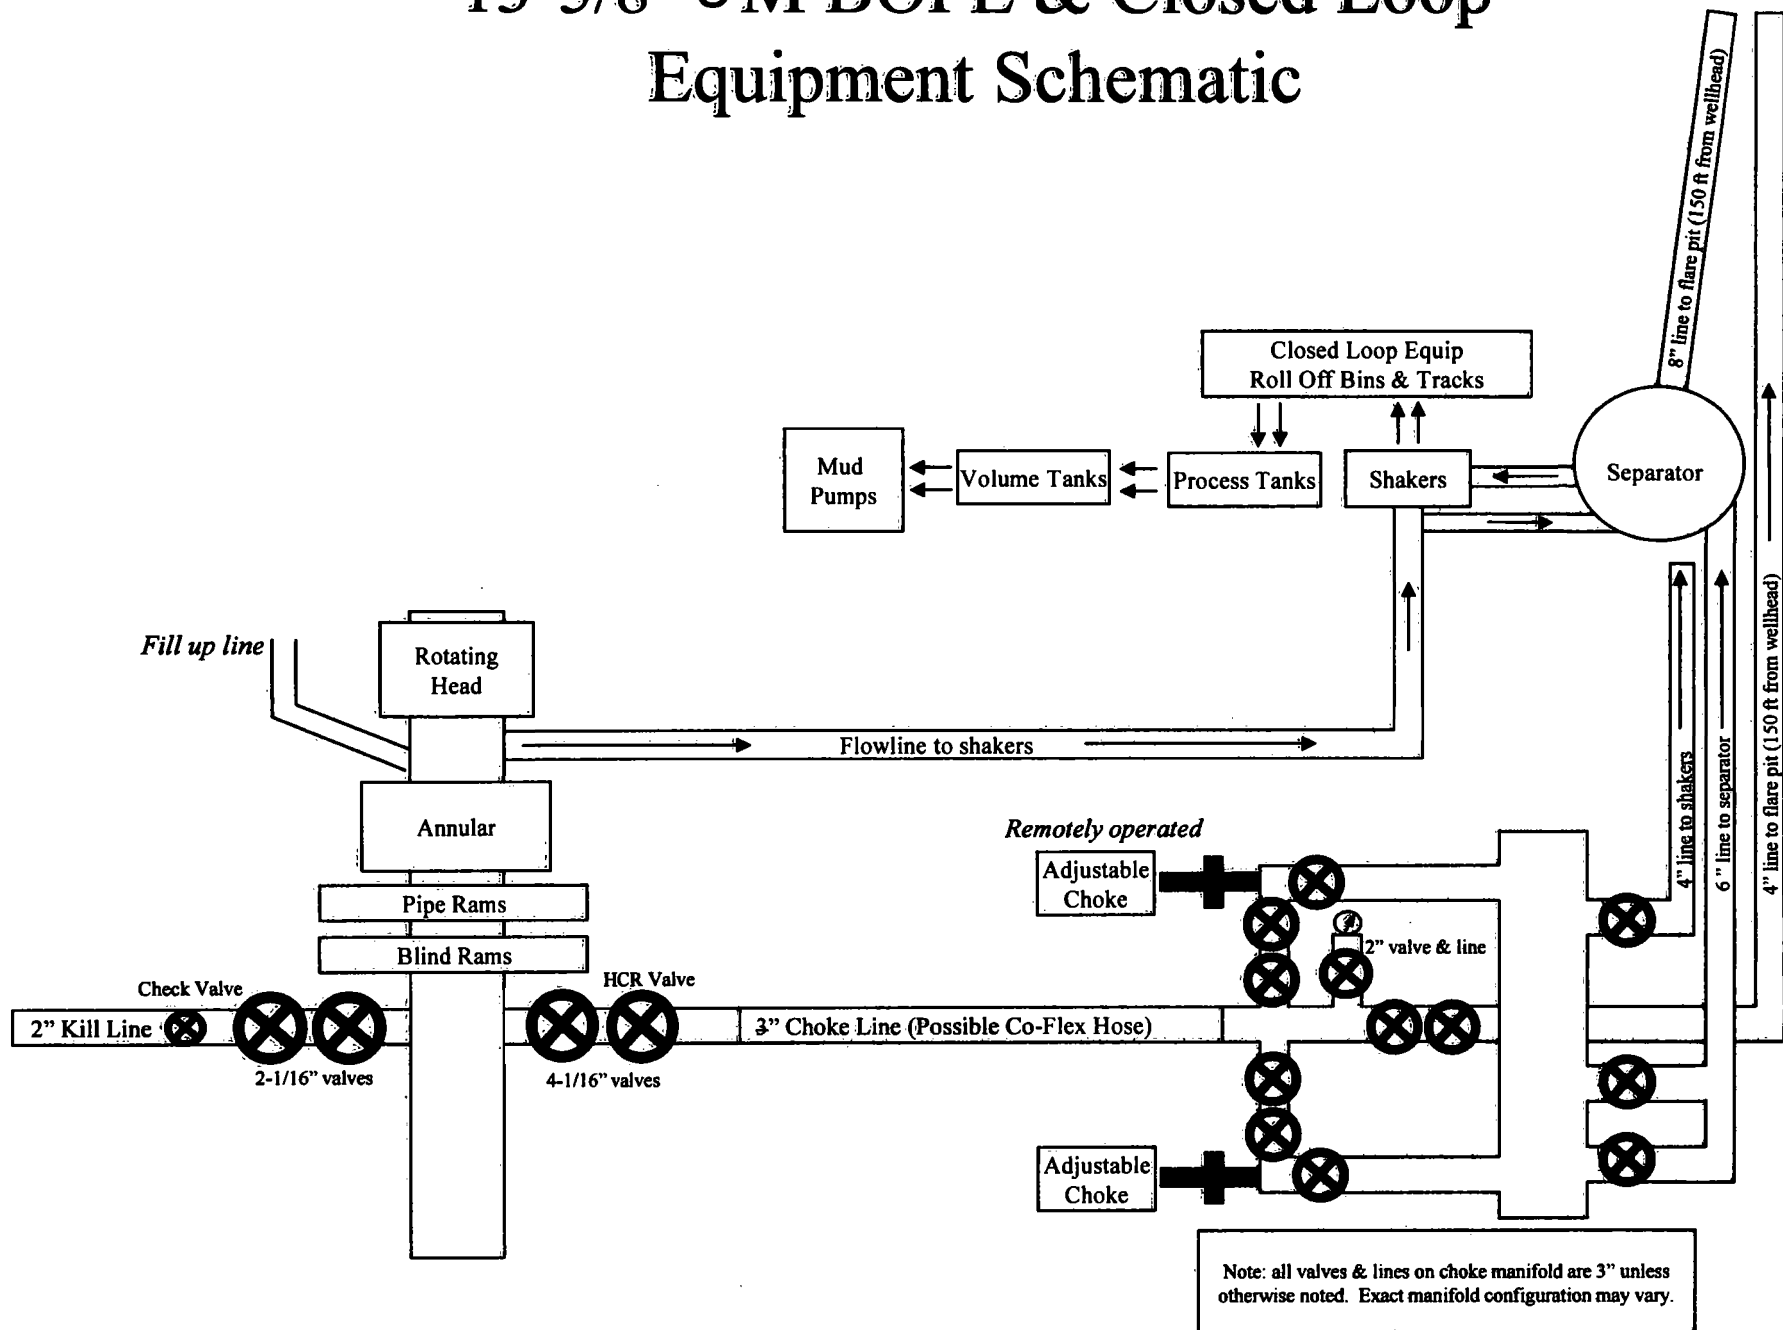 M BOPE & Closed Loop
Equipment Schematic
8” line to flare pit (150 ft from wellhead)
Closed Loop Equip
Roll Off Bins & Tracks
Mud
Pumps
Volume Tanks
Process Tanks
Shakers
Separator
Fill up line
Rotating
Head
Flowline to shakers
4” line to shakers
6 ” line to separator
4” line to flare pit (150 ft from wellhead)
Annular
Remotely operated
Adjustable
Choke
Pipe Rams
Blind Rams
2” valve & line
Check Valve
HCR Valve
2” Kill Line
3” Choke Line (Possible Co-Flex Hose)
2-1/16” valves
4-1/16” valves
Adjustable
Choke
Note: all valves & lines on choke manifold are 3” unless
otherwise noted. Exact manifold configuration may vary.